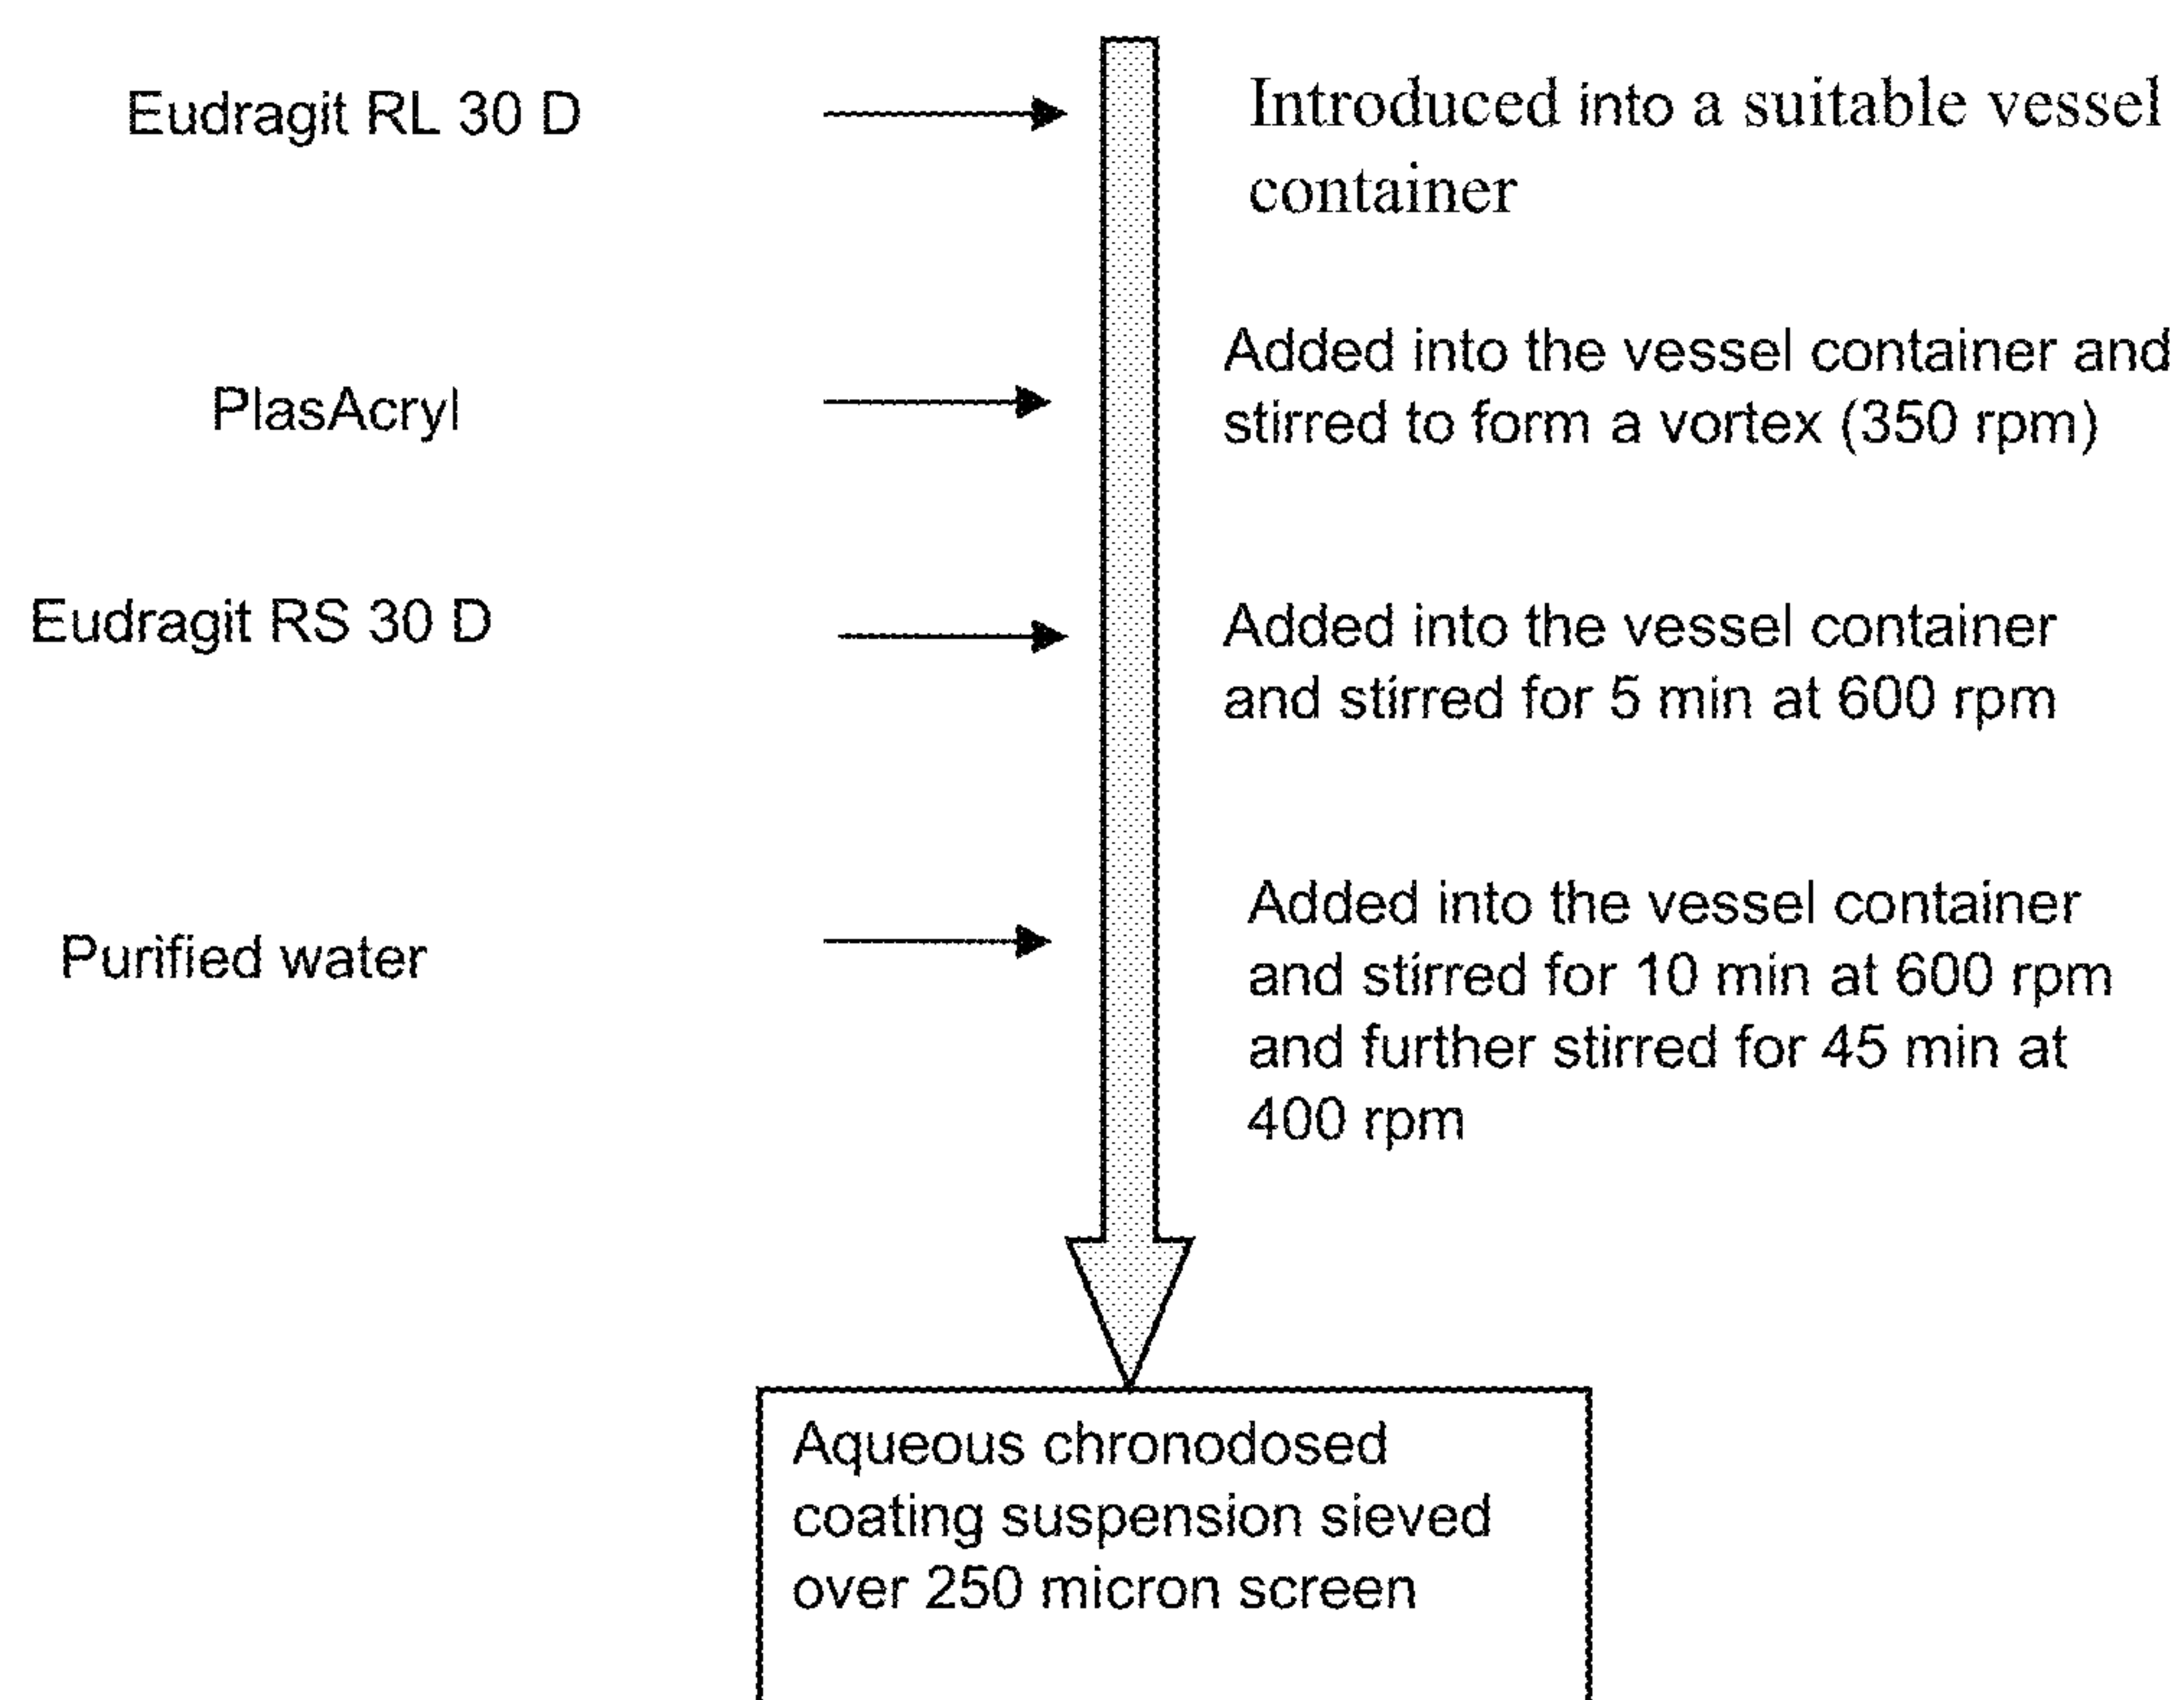 Eudragit RL 30 D
Introduced into a suitable vessel
container
PlasAcryl
Added into the vessel container and
stirred to form a vortex (350 rpm)
Eudragit RS 30 D
Added into the vessel container
and stirred for 5 min at 600 rpm
Purified water
Added into the vessel container
and stirred for 10 min at 600 rpm
and further stirred for 45 min at
400 rpm
Aqueous chronodosed
coating suspension sieved
over 250 micron screen